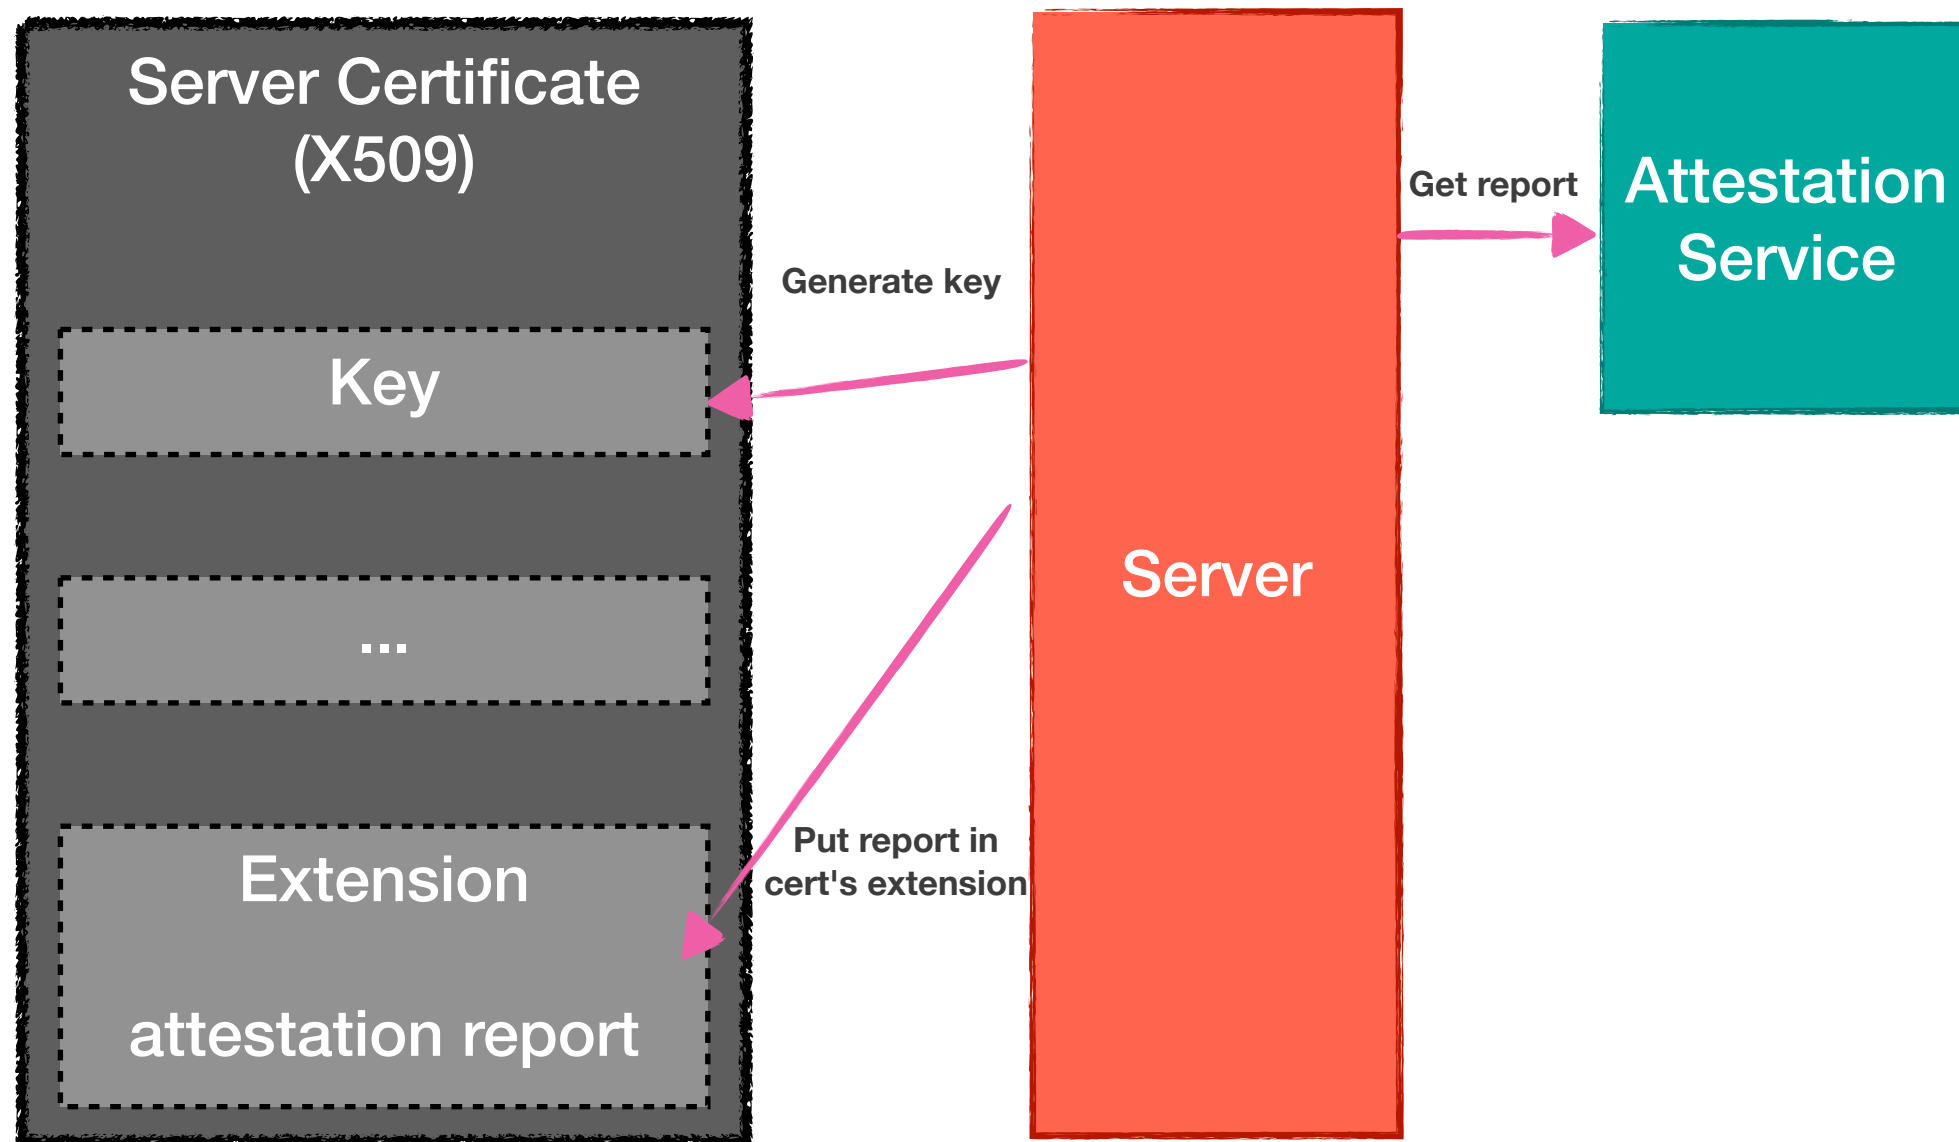 Server Certificate
(X509)
Key
...
Extension
attestation report
Generate key
Put report in
cert's extension
Server
Get report
Attestation
Service